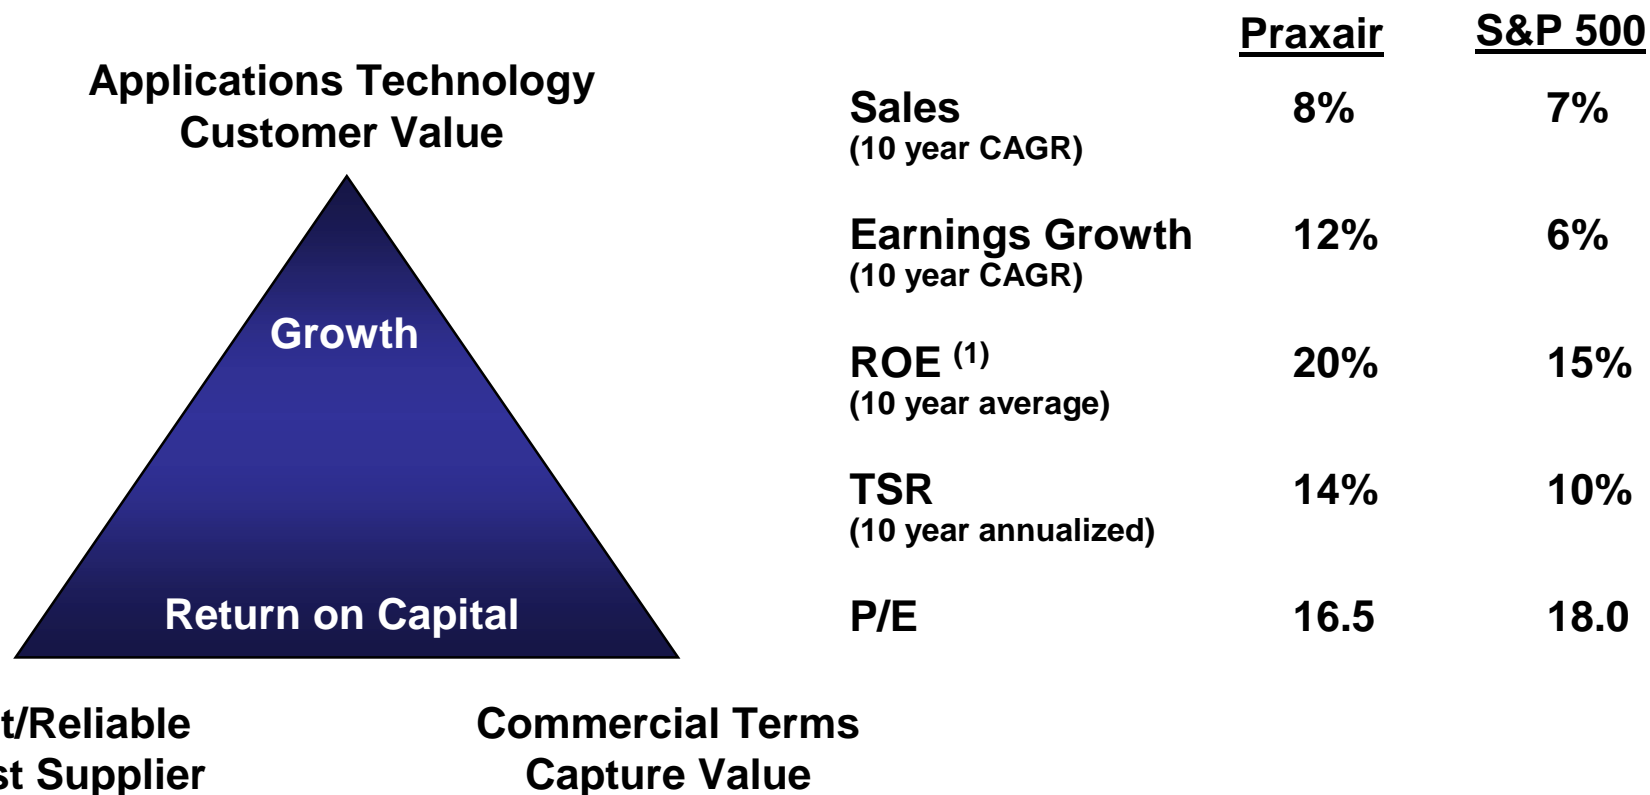 Applications Technology
Customer Value
Growth
Return on Capital
t/Reliable
st Supplier
Commercial Terms
Capture Value
Praxair S&P 500
Sales 8% 7%
(10 year CAGR)
Earnings Growth 12% 6%
(10 year CAGR)
ROE (1) 20% 15%
(10 year average)
TSR 14% 10%
(10 year annualized)
P/E 16.5 18.0